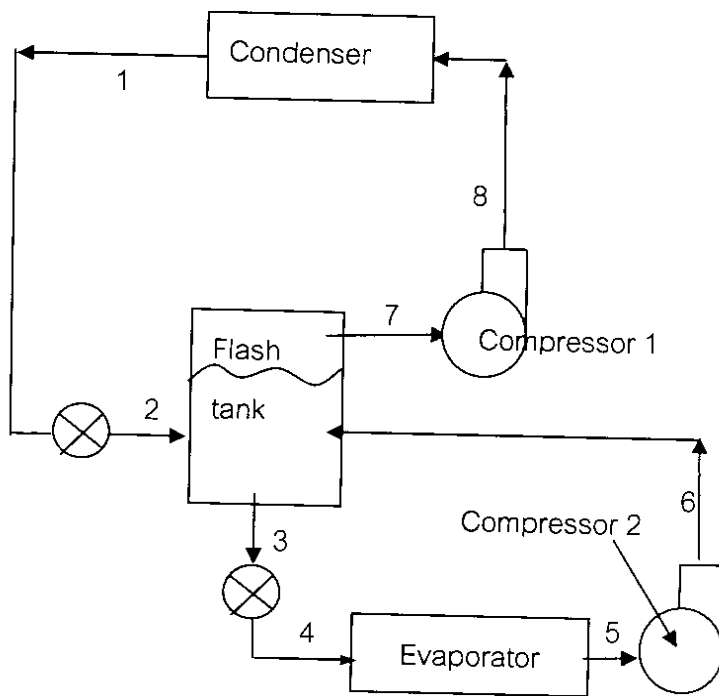 Condenser
1
8
7
Flash
Compressor 1
2
tank
6
3
Compressor 2
4
Evaporator
5